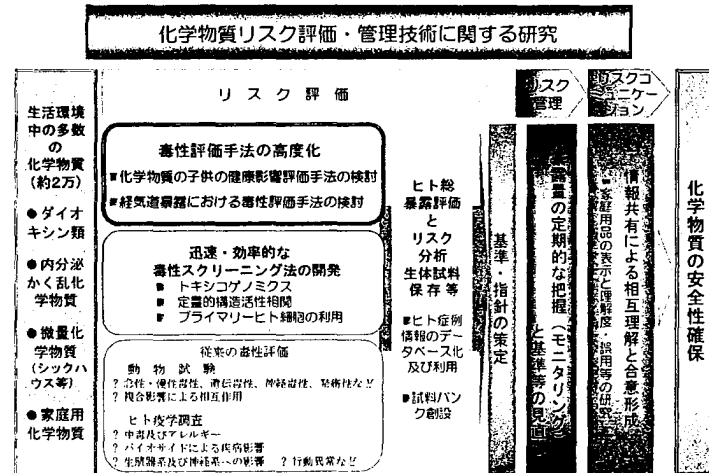 化学物質リスク評価・管理技術に関する研究
生活環境
中の多数
の
化学物質
(約2万)
●ダイオ
キシン類
●内分泌
かく乱化
学物質
●微量化
学物質
(シックハ
ウス等)
●家庭用
化学物質
リスク評価
毒性評価手法の高度化
■化学物質の子供の健康影響評価手法の検討
■経気道暴露における毒性評価手法の検討
迅速・効率的な
毒性スクリーニング法の開発
■ トキシコゲノミクス
■ 定量的構造活性相関
■ プライマリーヒト細胞の利用
従来の毒性評価
動物試験
? 急性・慢性毒性、遺伝毒性、神経毒性、発癌性など
? 複合影響による相互作用
ヒト疫学調査
? 中毒及びアレルギー
? バイオサイドによる疾病影響
? 生殖器系及び神経系への影響 ? 行動異常など
ヒト総
暴露評価
と
リスク
分析
生体試料
保存等
■ヒト症例
情報のデー
タベース化
及び利用
■試料バン
ク創設
リスク
管理
基準・指針の策定
暴露量の定期的な把握(モニタリング)
と基準等の見直
リスクコ
ミュニケー
ション
情報共有による相互理解と合意形成
■家庭用品の表示と理解度・誤用等の研究
化学物質の安全性確保